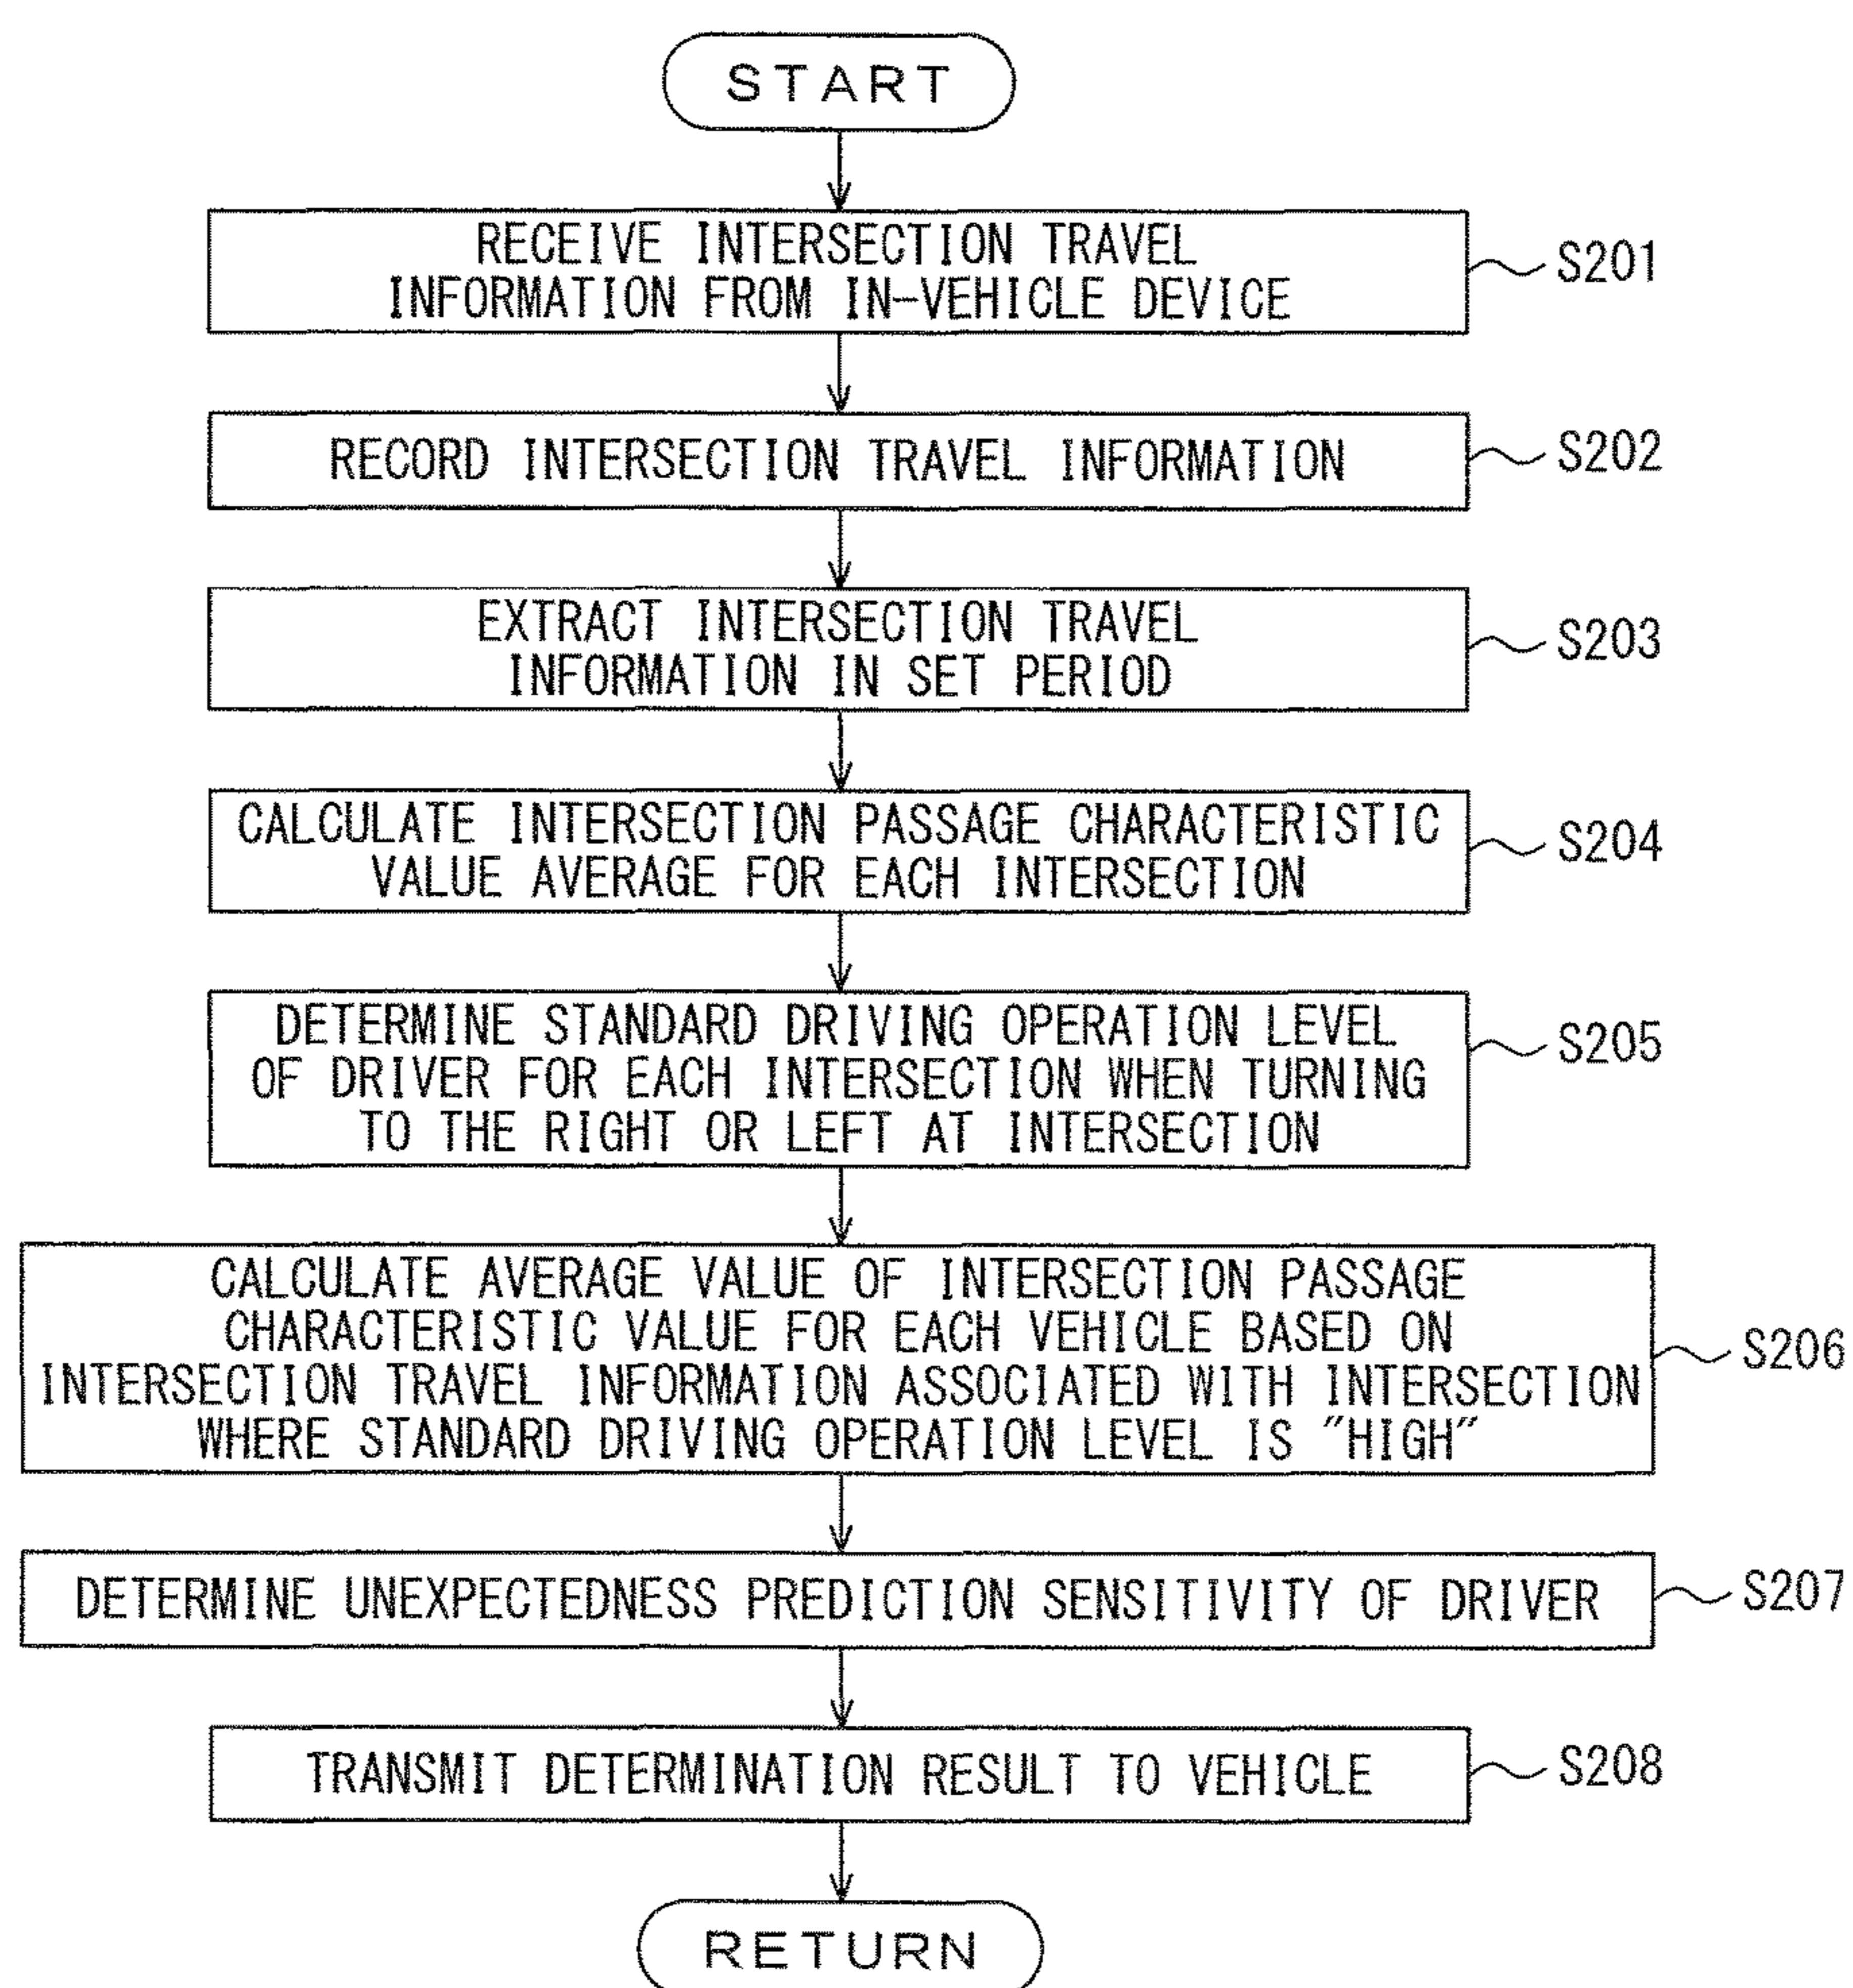 START
RECEIVE INTERSECTION TRAVEL
INFORMATION FROM IN-VEHICLE DEVICE
S201
RECORD INTERSECTION TRAVEL INFORMATION
S202
EXTRACT INTERSECTION TRAVEL
INFORMATION IN SET PERIOD
S203
CALCULATE INTERSECTION PASSAGE CHARACTERISTIC
VALUE AVERAGE FOR EACH INTERSECTION
S204
DETERMINE STANDARD DRIVING OPERATION LEVEL
OF DRIVER FOR EACH INTERSECTION WHEN TURNING
TO THE RIGHT OR LEFT AT INTERSECTION
S205
CALCULATE AVERAGE VALUE OF INTERSECTION PASSAGE
CHARACTERISTIC VALUE FOR EACH VEHICLE BASED ON
INTERSECTION TRAVEL INFORMATION ASSOCIATED WITH INTERSECTION
WHERE STANDARD DRIVING OPERATION LEVEL IS "HIGH"
S206
DETERMINE UNEXPECTEDNESS PREDICTION SENSITIVITY OF DRIVER
S207
TRANSMIT DETERMINATION RESULT TO VEHICLE
S208
RETURN